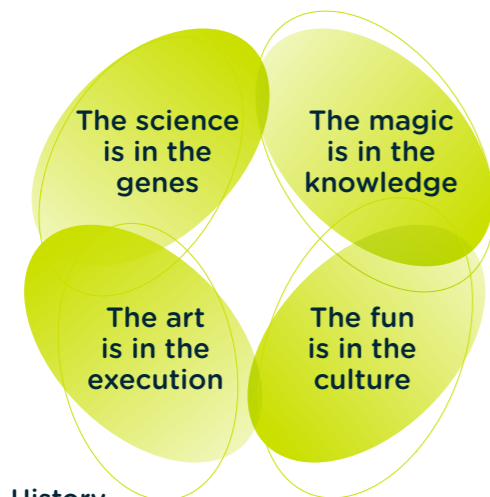 The science
is in the
genes
The magic
is in the
knowledge
The art
is in the
execution
The fun
is in the
culture
History